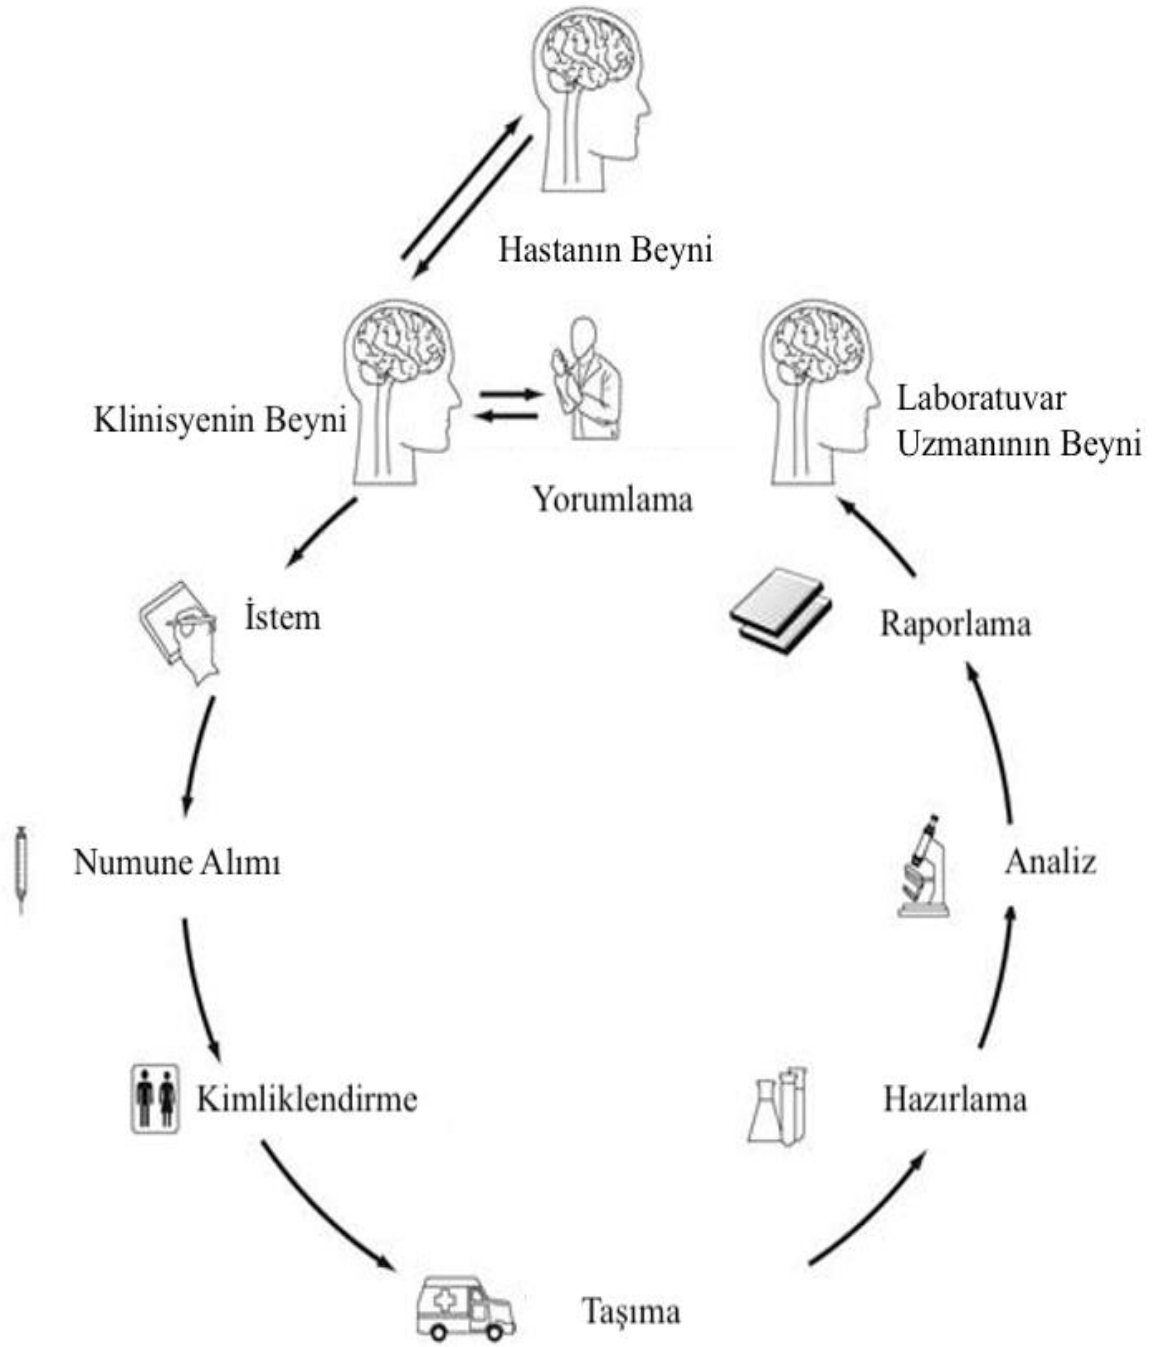 Hastanın Beyni
Klinisyenin Beyni
Laboratuvar
Uzmanının Beyni
Yorumlama
İstem
Raporlama
Numune Alımı
Analiz
Kimliklendirme
Hazırlama
Taşıma